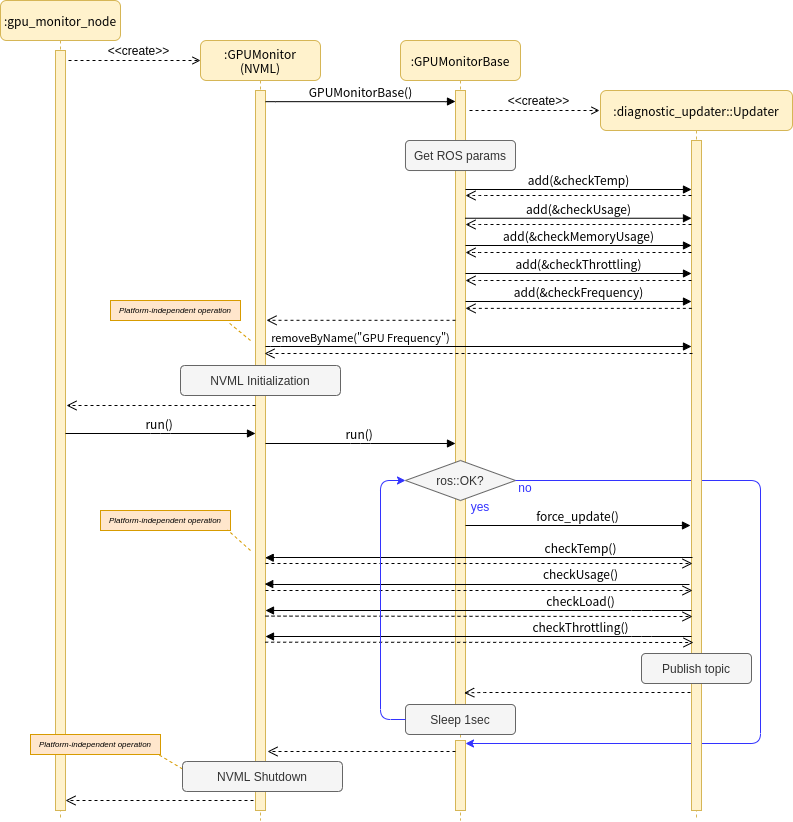 :gpu_monitor_node
<<create>>
:GPUMonitor
(NVML)
:GPUMonitorBase
GPUMonitorBase()
<<create>>
:diagnostic_updater::Updater
Get ROS params
add(&checkTemp)
add(&checkUsage)
add(&checkMemoryUsage)
add(&checkThrottling)
add(&checkFrequency)
Platform-independent operation
removeByName("GPU Frequency")
NVML Initialization
run()
run()
ros::OK?
no
yes
Platform-independent operation
force_update()
checkTemp()
checkUsage()
checkLoad()
checkThrottling()
Publish topic
Sleep 1sec
Platform-independent operation
NVML Shutdown